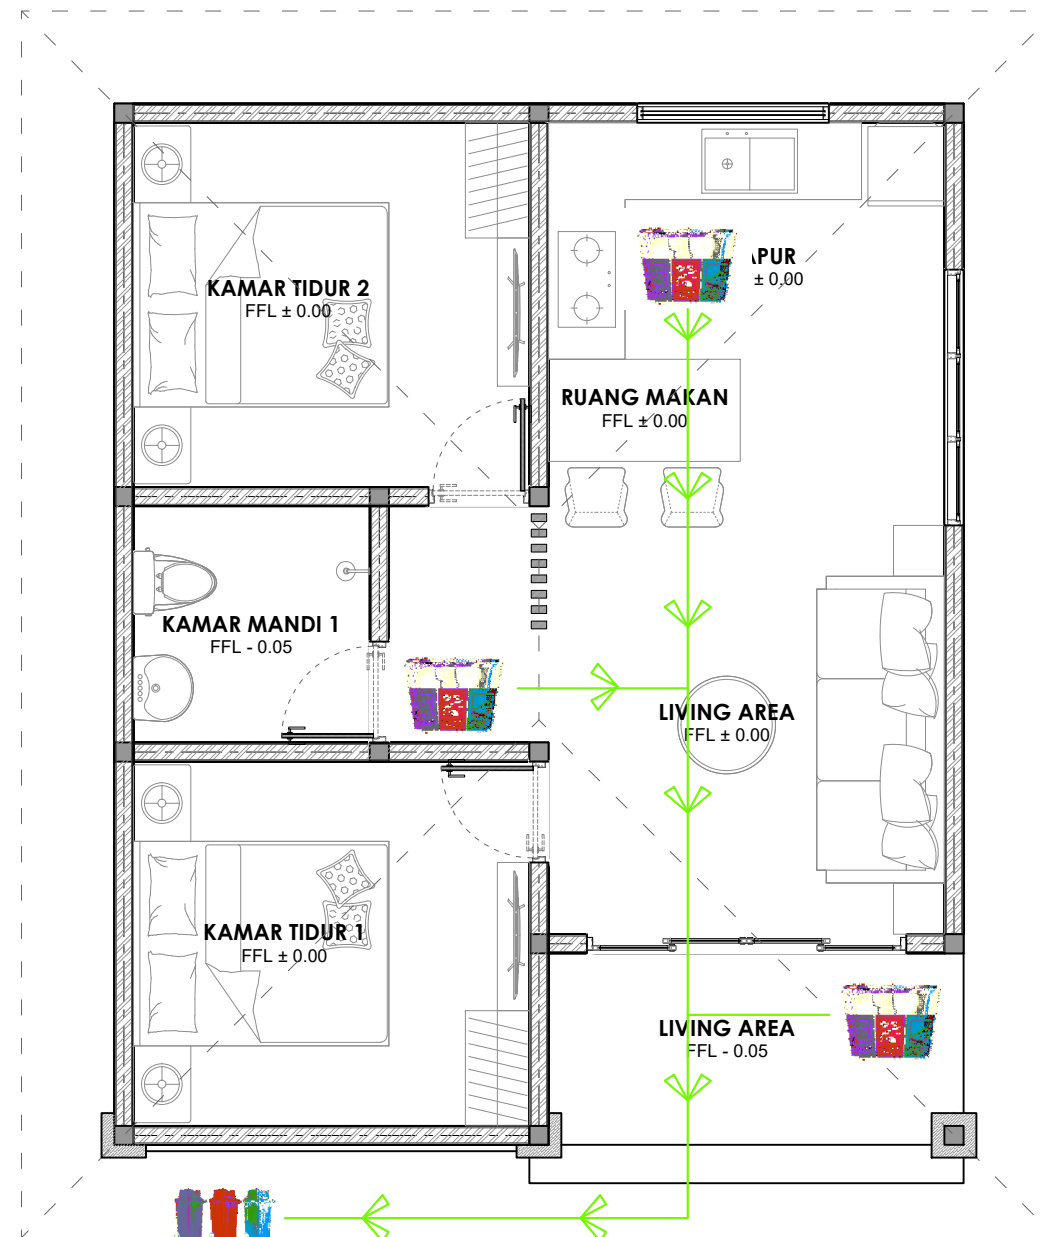 KAMAR TIDUR 2
FFL ± 0.00
APUR
± 0.00
RUANG MAKAN
FFL ± 0.00
KAMAR MANDI 1
FFL - 0.05
LIVING AREA
FFL ± 0.00
KAMAR TIDUR 1
FFL ± 0.00
LIVING AREA
FFL - 0.05